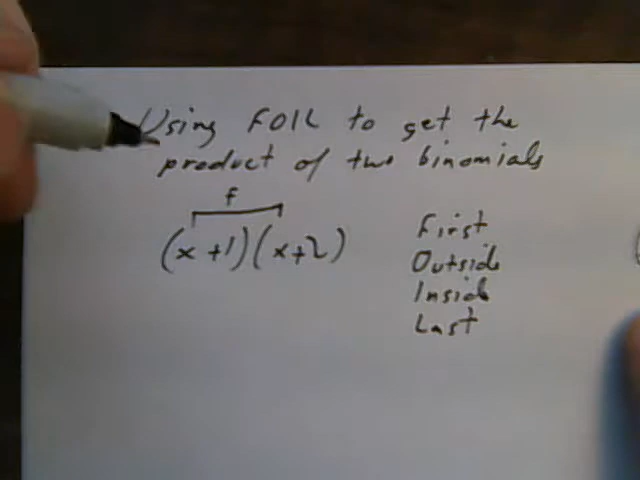 Using FOIL to get the
product of two binomials
F
(x+1)(x+2)
First
Outside
Inside
Last